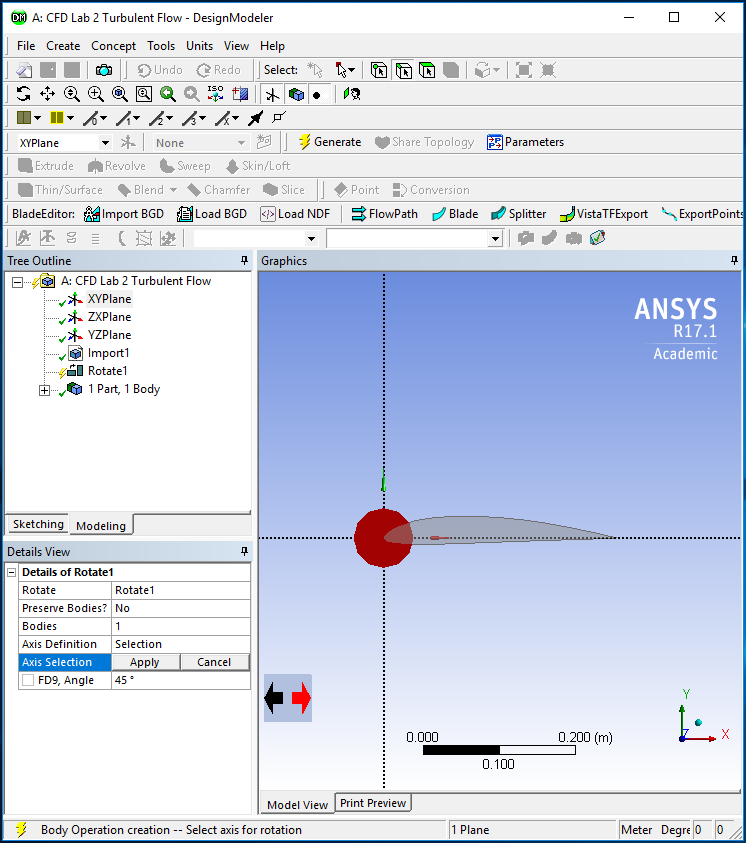 DM A: CFD Lab 2 Turbulent Flow - DesignModeler
File Create Concept Tools Units View Help
Undo Redo Select:
ISO
XYPlane None Generate Share Topology Parameters
Extrude Revolve Sweep Skin/Loft
Thin/Surface Blend Chamfer Slice Point Conversion
BladeEditor: Import BGD Load BGD Load NDF FlowPath Blade Splitter VistaTFExport ExportPoints
Tree Outline
A: CFD Lab 2 Turbulent Flow
XYPlane
ZXPlane
YZPlane
Import1
Rotate1
1 Part, 1 Body
Sketching Modeling
Details View
Details of Rotate1
Rotate Rotate1
Preserve Bodies? No
Bodies 1
Axis Definition Selection
Axis Selection Apply Cancel
FD9, Angle 45 °
Graphics
ANSYS
R17.1
Academic
0.000 0.200 (m)
0.100
Y
Z X
Model View Print Preview
Body Operation creation -- Select axis for rotation 1 Plane Meter Degre 0 0